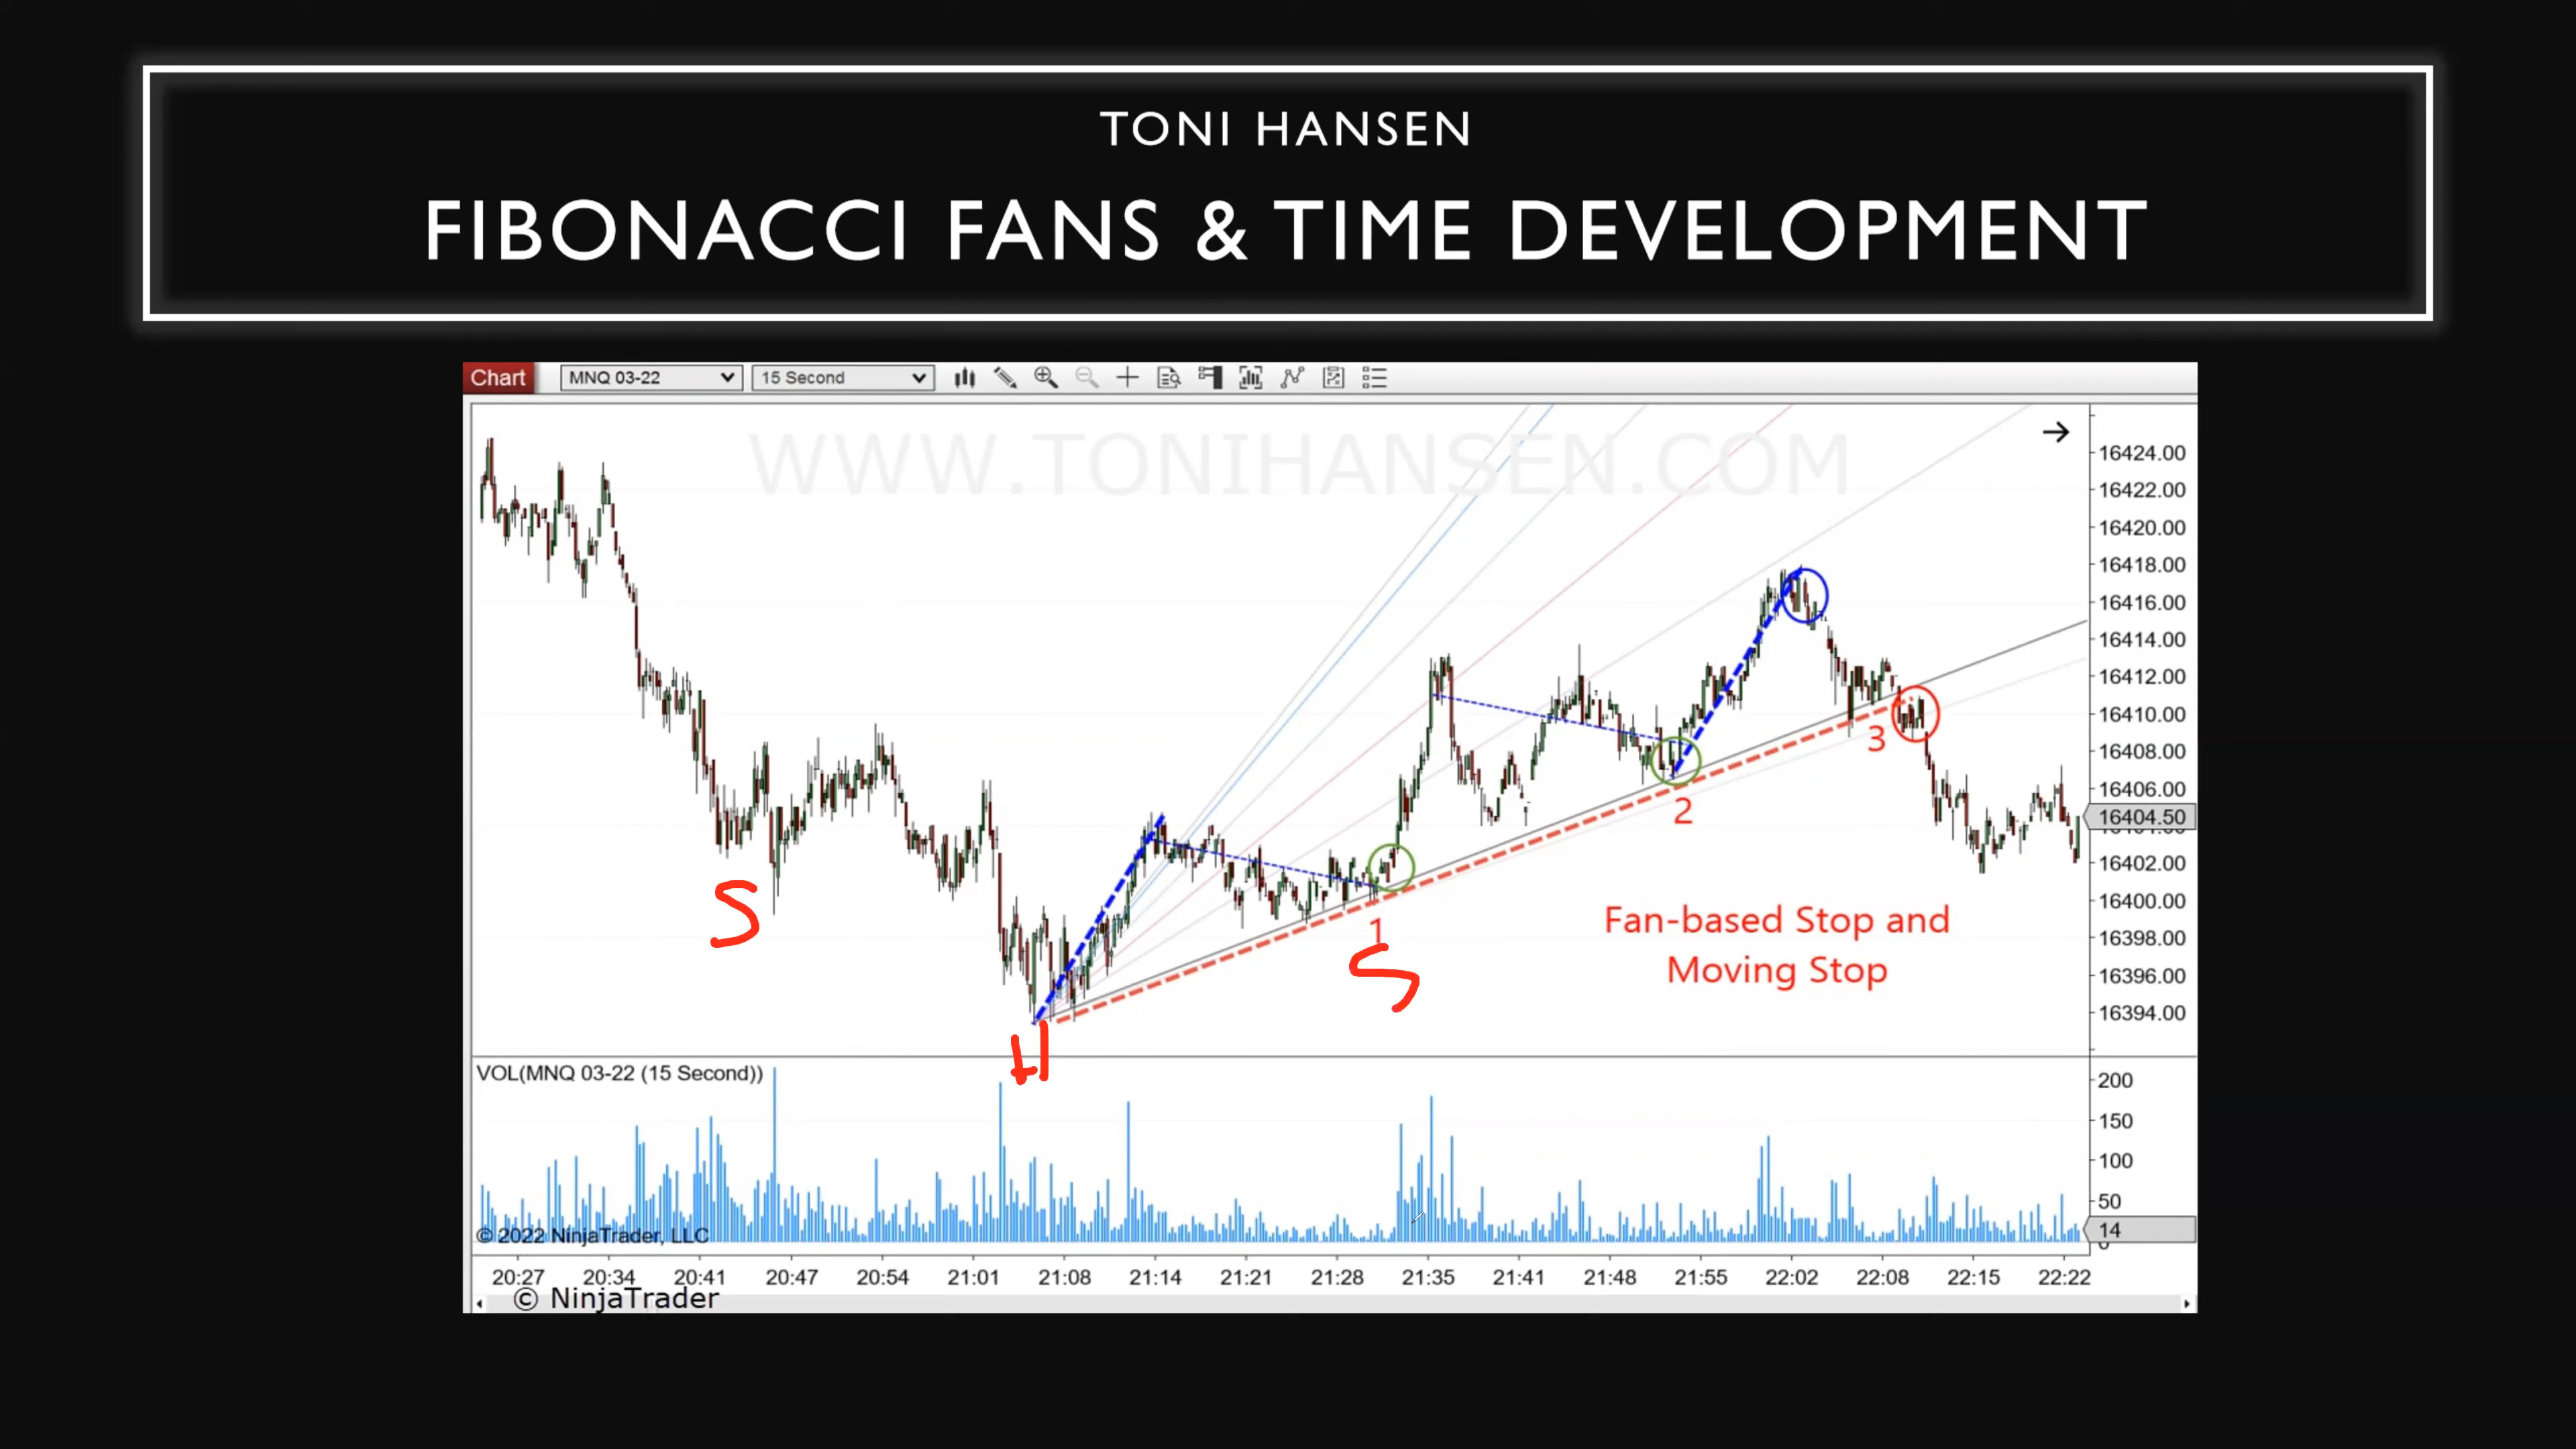 TONI HANSEN
FIBONACCI FANS & TIME DEVELOPMENT
Chart MNQ 03-22 15 Second
WWW.TONIHANSEN.COM
16424.00
16422.00
16420.00
16418.00
16416.00
16414.00
16412.00
16410.00
16408.00
16406.00
16404.50
16402.00
16400.00
16398.00
16396.00
16394.00
3
2
1
S
S
H
Fan-based Stop and
Moving Stop
VOL(MNQ 03-22 (15 Second))
200
150
100
50
14
© 2022 NinjaTrader, LLC
20:27 20:34 20:41 20:47 20:54 21:01 21:08 21:14 21:21 21:28 21:35 21:41 21:48 21:55 22:02 22:08 22:15 22:22
© NinjaTrader